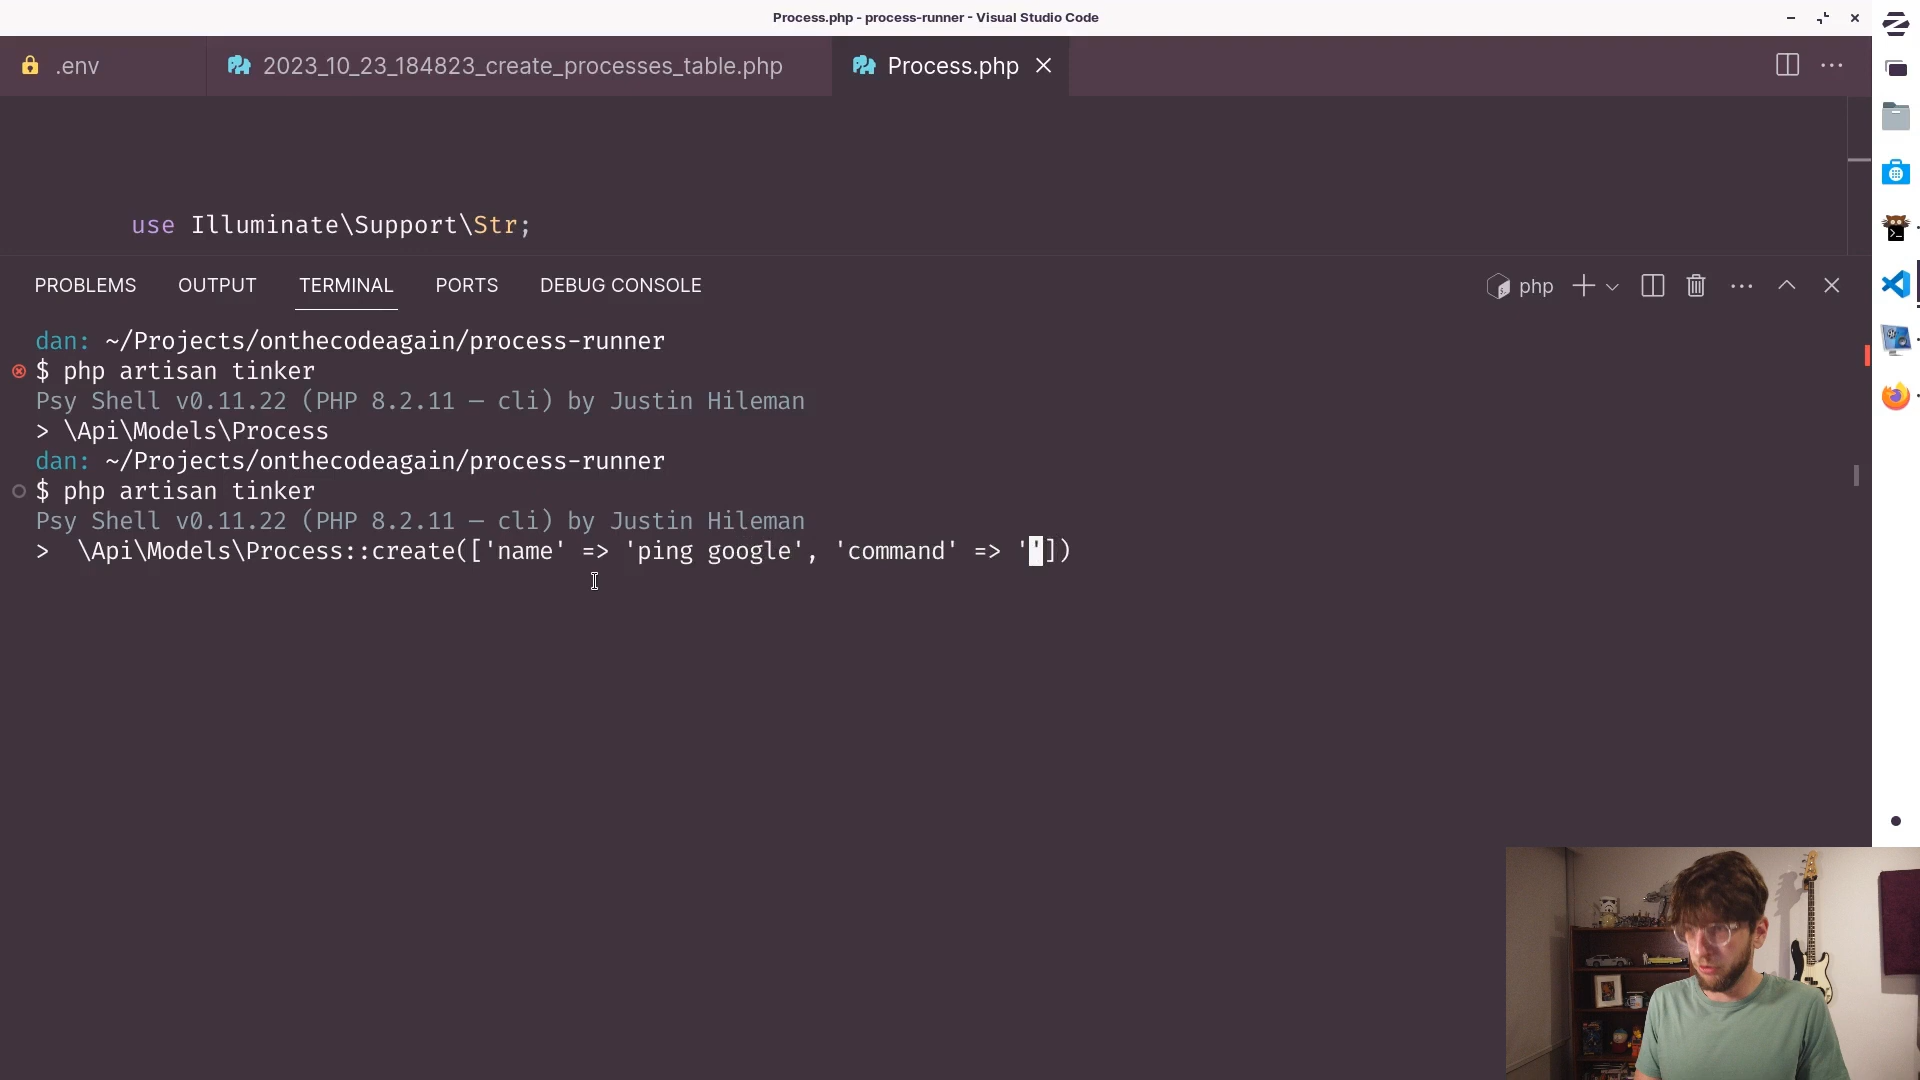 Process.php - process-runner - Visual Studio Code
.env
2023_10_23_184823_create_processes_table.php
Process.php
use Illuminate\Support\Str;
PROBLEMS
OUTPUT
TERMINAL
PORTS
DEBUG CONSOLE
php
dan: ~/Projects/onthecodeagain/process-runner
$ php artisan tinker
Psy Shell v0.11.22 (PHP 8.2.11 — cli) by Justin Hileman
> \Api\Models\Process
dan: ~/Projects/onthecodeagain/process-runner
$ php artisan tinker
Psy Shell v0.11.22 (PHP 8.2.11 — cli) by Justin Hileman
>  \Api\Models\Process::create(['name' => 'ping google', 'command' => ''])